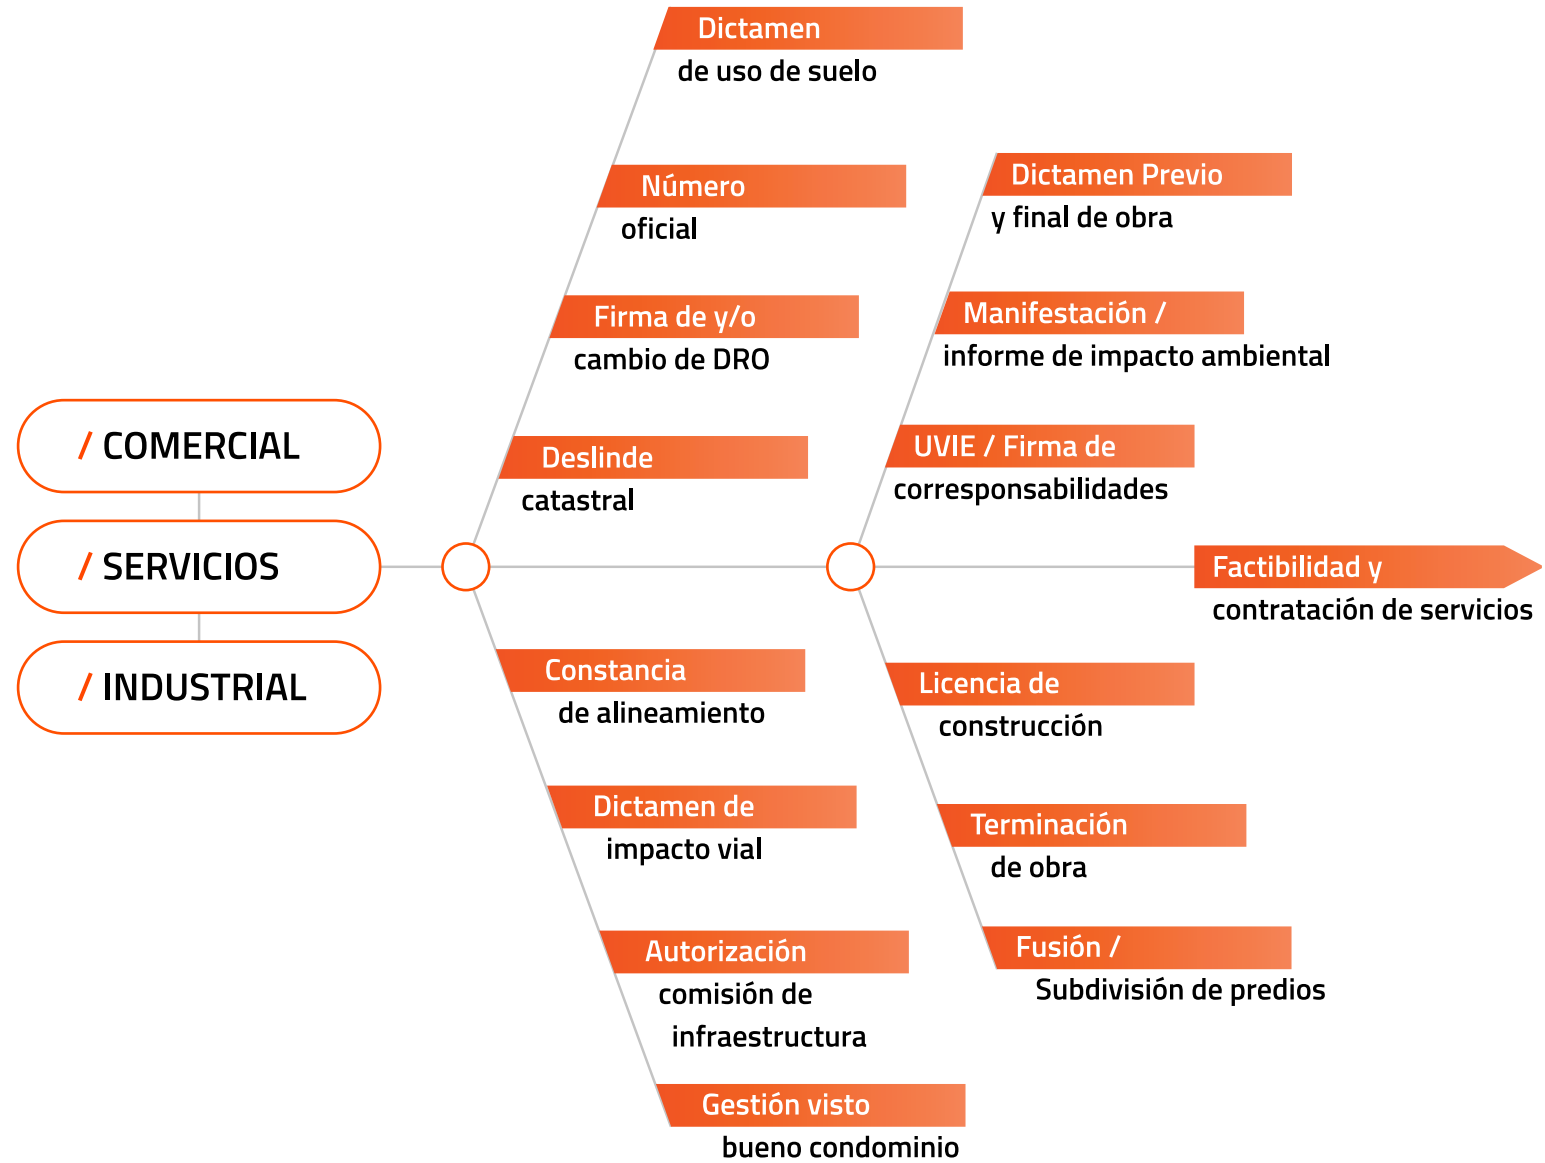 / COMERCIAL
/ SERVICIOS
/ INDUSTRIAL
Dictamen
de uso de suelo
Número
oficial
Firma de y/o
cambio de DRO
Deslinde
catastral
Constancia
de alineamiento
Dictamen de
impacto vial
Autorización
comisión de
infraestructura
Gestión visto
bueno condominio
Dictamen Previo
y final de obra
Manifestación /
informe de impacto ambiental
UVIE / Firma de
corresponsabilidades
Factibilidad y
contratación de servicios
Licencia de
construcción
Terminación
de obra
Fusión /
Subdivisión de predios